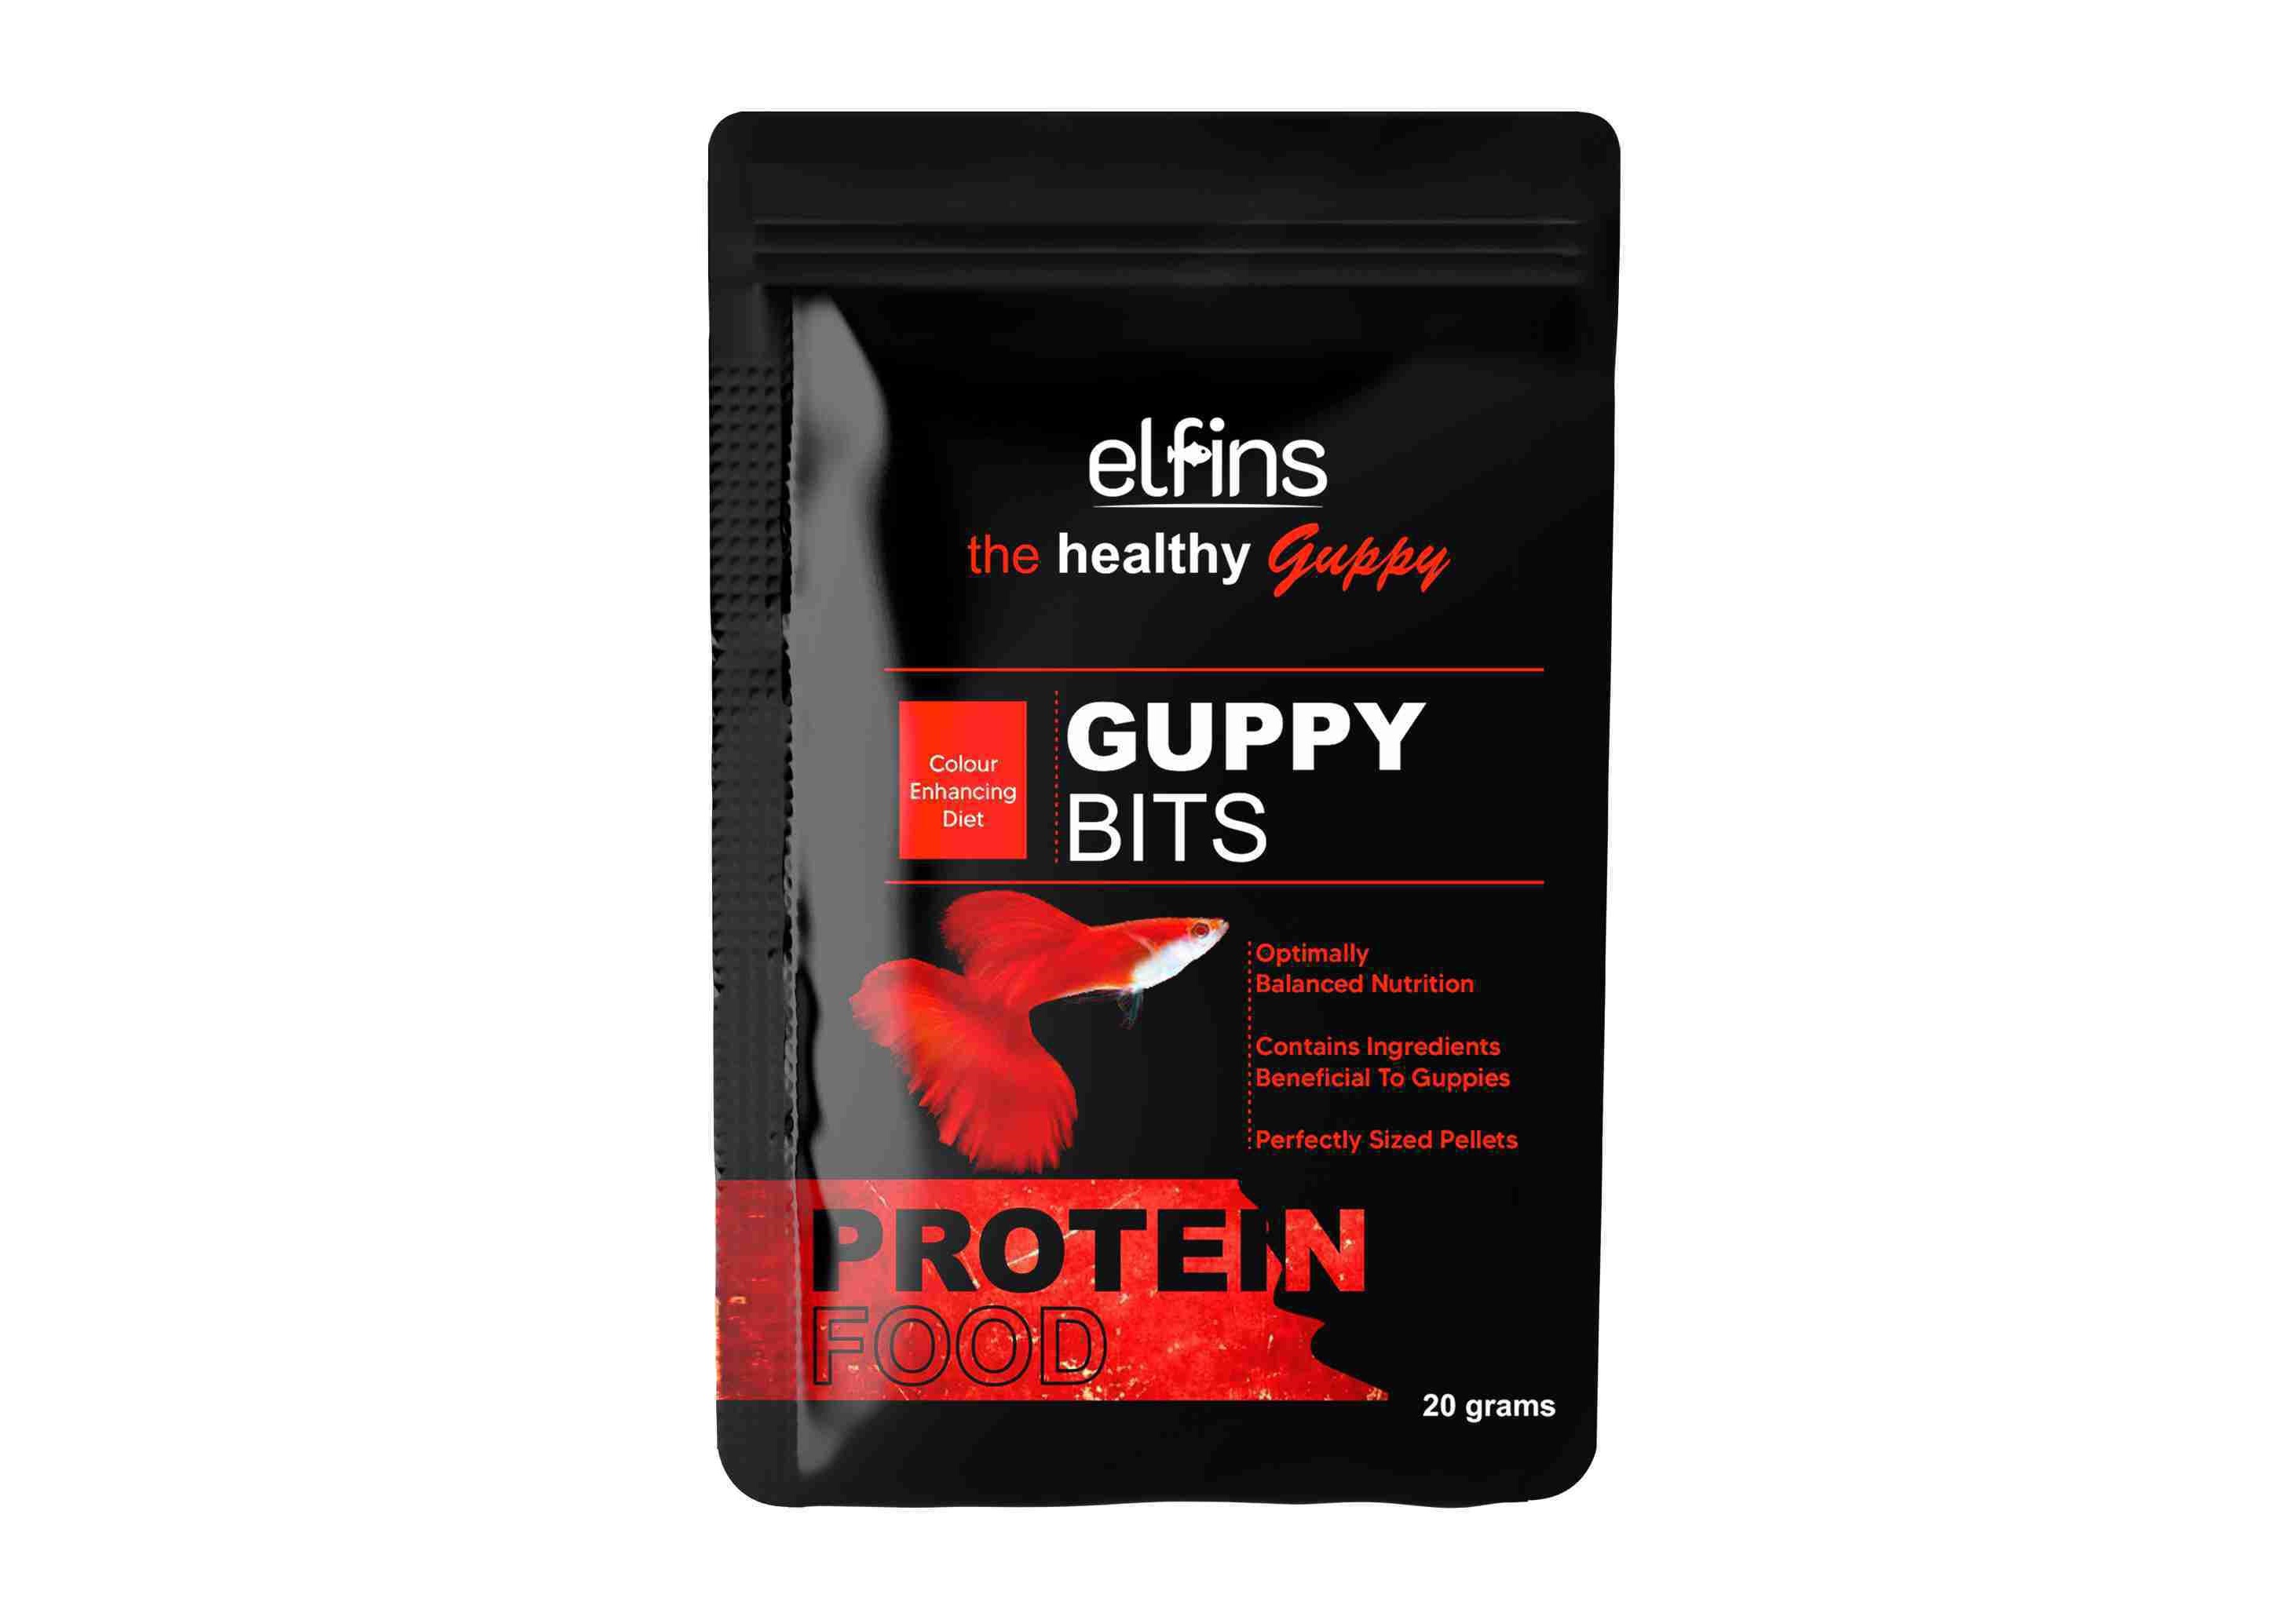 elfins
the healthy Guppy
Colour
Enhancing
Diet
GUPPY
BITS
Optimally
Balanced Nutrition
Contains Ingredients
Beneficial To Guppies
Perfectly Sized Pellets
PROTEIN
FOOD
20 grams